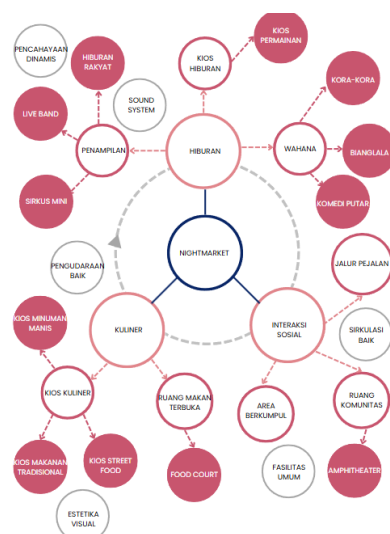 PENCAHAYAAN
DINAMIS
HIBURAN
RAKYAT
SOUND
SYSTEM
KIOS
HIBURAN
KIOS
PERMAINAN
KORA-KORA
LIVE BAND
PENAMPILAN
HIBURAN
WAHANA
BIANGLALA
SIRKUS MINI
KOMEDI PUTAR
PENGUDARAAN
BAIK
NIGHTMARKET
JALUR PEJALAN
KIOS MINUMAN
MANIS
KULINER
INTERAKSI
SOSIAL
SIRKULASI
BAIK
KIOS KULINER
RUANG MAKAN
TERBUKA
AREA
BERKUMPUL
RUANG
KOMUNITAS
KIOS MAKANAN
TRADISIONAL
KIOS STREET
FOOD
FOOD COURT
FASILITAS
UMUM
AMPHITHEATER
ESTETIKA
VISUAL